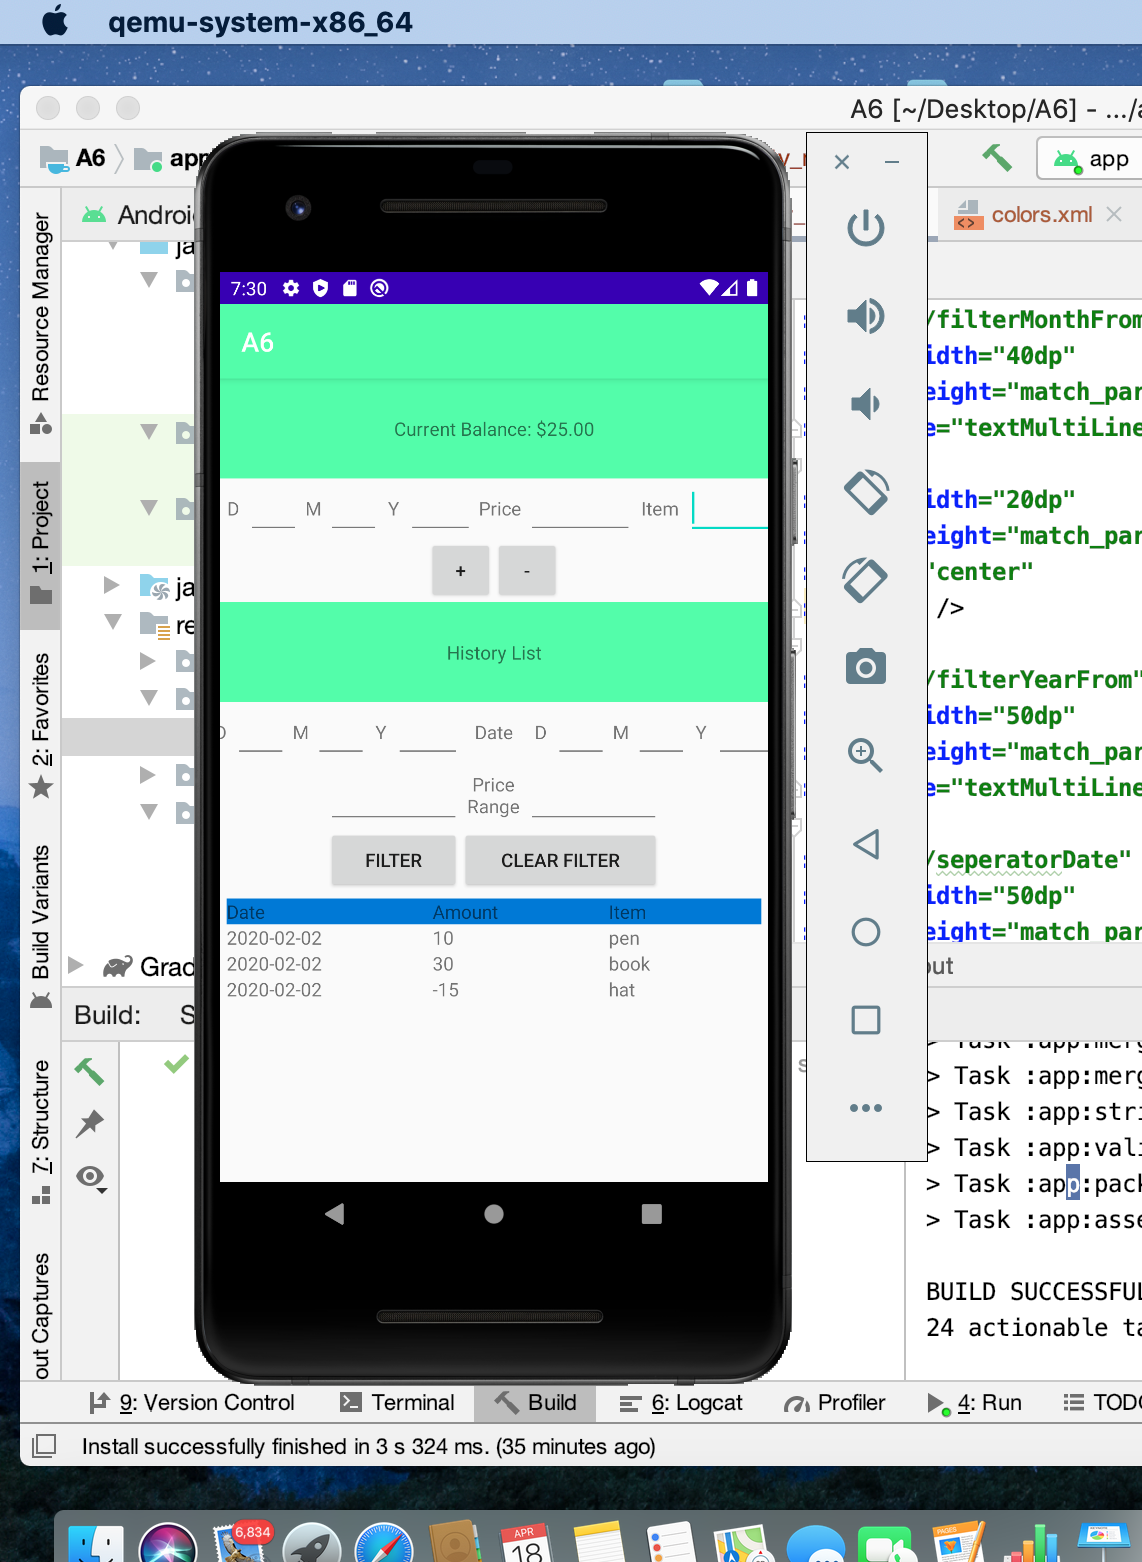 qemu-system-x86_64
A6 [~/Desktop/A6] - .../a
A6
app
app
Androi
colors.xml
Resource Manager
1: Project
2: Favorites
Build Variants
7: Structure
out Captures
ja
ja
re
Grad
7:30
A6
Current Balance: $25.00
D M Y Price Item
+ -
History List
D M Y Date D M Y
Price
Range
FILTER CLEAR FILTER
Date Amount Item
2020-02-02 10 pen
2020-02-02 30 book
2020-02-02 -15 hat
/filterMonthFrom
idth="40dp"
eight="match_par
e="textMultiLine
idth="20dp"
eight="match_par
"center"
/>
/filterYearFrom"
idth="50dp"
eight="match_par
e="textMultiLine
/seperatorDate"
idth="50dp"
eight="match_par
out
Build: S
> Task :app:merg
> Task :app:merg
> Task :app:stri
> Task :app:vali
> Task :app:pack
> Task :app:asse
BUILD SUCCESSFUL
24 actionable ta
9: Version Control Terminal Build 6: Logcat Profiler 4: Run TODO
Install successfully finished in 3 s 324 ms. (35 minutes ago)
6,834
APR
18
PAGES